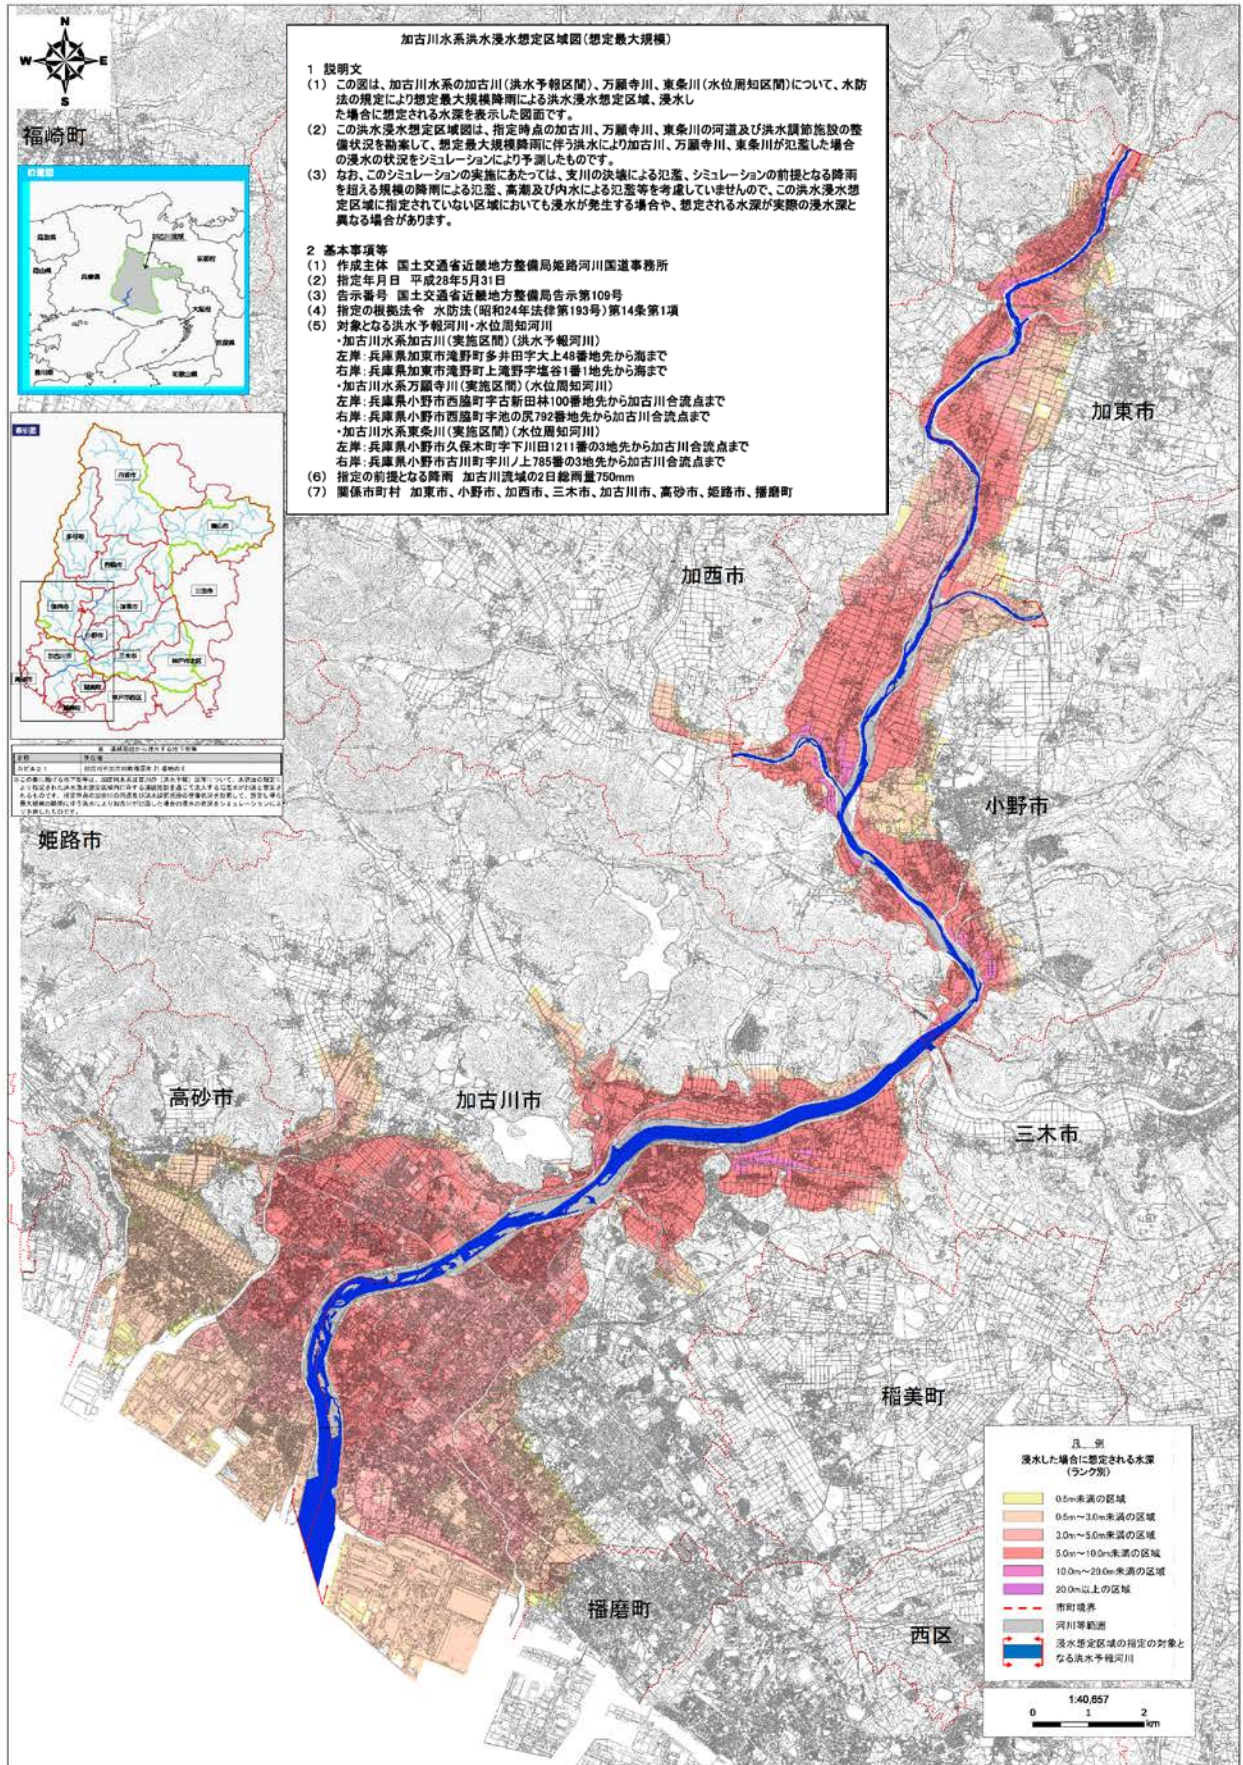 N
W
E
S
福崎町
加古川水系洪水浸水想定区域図(想定最大規模)
1 説明文
(1) この図は、加古川水系の加古川(洪水予報区間)、万願寺川、東条川(水位周知区間)について、水防
法の規定により想定最大規模降雨による洪水浸水想定区域、浸水し
た場合に想定される水深を表示した図面です。
(2) この洪水浸水想定区域図は、指定時点の加古川、万願寺川、東条川の河道及び洪水調節施設の整
備状況を勘案して、想定最大規模降雨に伴う洪水により加古川、万願寺川、東条川が氾濫した場合
の浸水の状況をシミュレーションにより予測したものです。
(3) なお、このシミュレーションの実施にあたっては、支川の決壊による氾濫、シミュレーションの前提となる降雨
を超える規模の降雨による氾濫、高潮及び内水による氾濫等を考慮していませんので、この洪水浸水想
定区域に指定されていない区域においても浸水が発生する場合や、想定される水深が実際の浸水深と
異なる場合があります。
2 基本事項等
(1) 作成主体 国土交通省近畿地方整備局姫路河川国道事務所
(2) 指定年月日 平成28年5月31日
(3) 告示番号 国土交通省近畿地方整備局告示第109号
(4) 指定の根拠法令 水防法(昭和24年法律第193号)第14条第1項
(5) 対象となる洪水予報河川・水位周知河川
・加古川水系加古川(実施区間)(洪水予報河川)
左岸:兵庫県加東市滝野町多井田字大上48番地先から海まで
右岸:兵庫県加東市滝野町上滝野字塩谷1番1地先から海まで
・加古川水系万願寺川(実施区間)(水位周知河川)
左岸:兵庫県小野市西脇町字古新田林100番地先から加古川合流点まで
右岸:兵庫県小野市西脇町字池の尻792番地先から加古川合流点まで
・加古川水系東条川(実施区間)(水位周知河川)
左岸:兵庫県小野市久保木町字下川田1211番の3地先から加古川合流点まで
右岸:兵庫県小野市古川町字川ノ上785番の3地先から加古川合流点まで
(6) 指定の前提となる降雨 加古川流域の2日総雨量750mm
(7) 関係市町村 加東市、小野市、加西市、三木市、加古川市、高砂市、姫路市、播磨町
位置図
兵庫県
大阪府
和歌山県
加東市
加西市
小野市
三木市
姫路市
高砂市
加古川市
三木市
稲美町
播磨町
西区
凡 例
浸水した場合に想定される水深
(ランク別)
0.5m未満の区域
0.5m～3.0m未満の区域
3.0m～5.0m未満の区域
5.0m～10.0m未満の区域
10.0m～20.0m未満の区域
20.0m以上の区域
市町境界
河川等範囲
浸水想定区域の指定の対象と
なる洪水予報河川
1:40,657
0 1 2
km